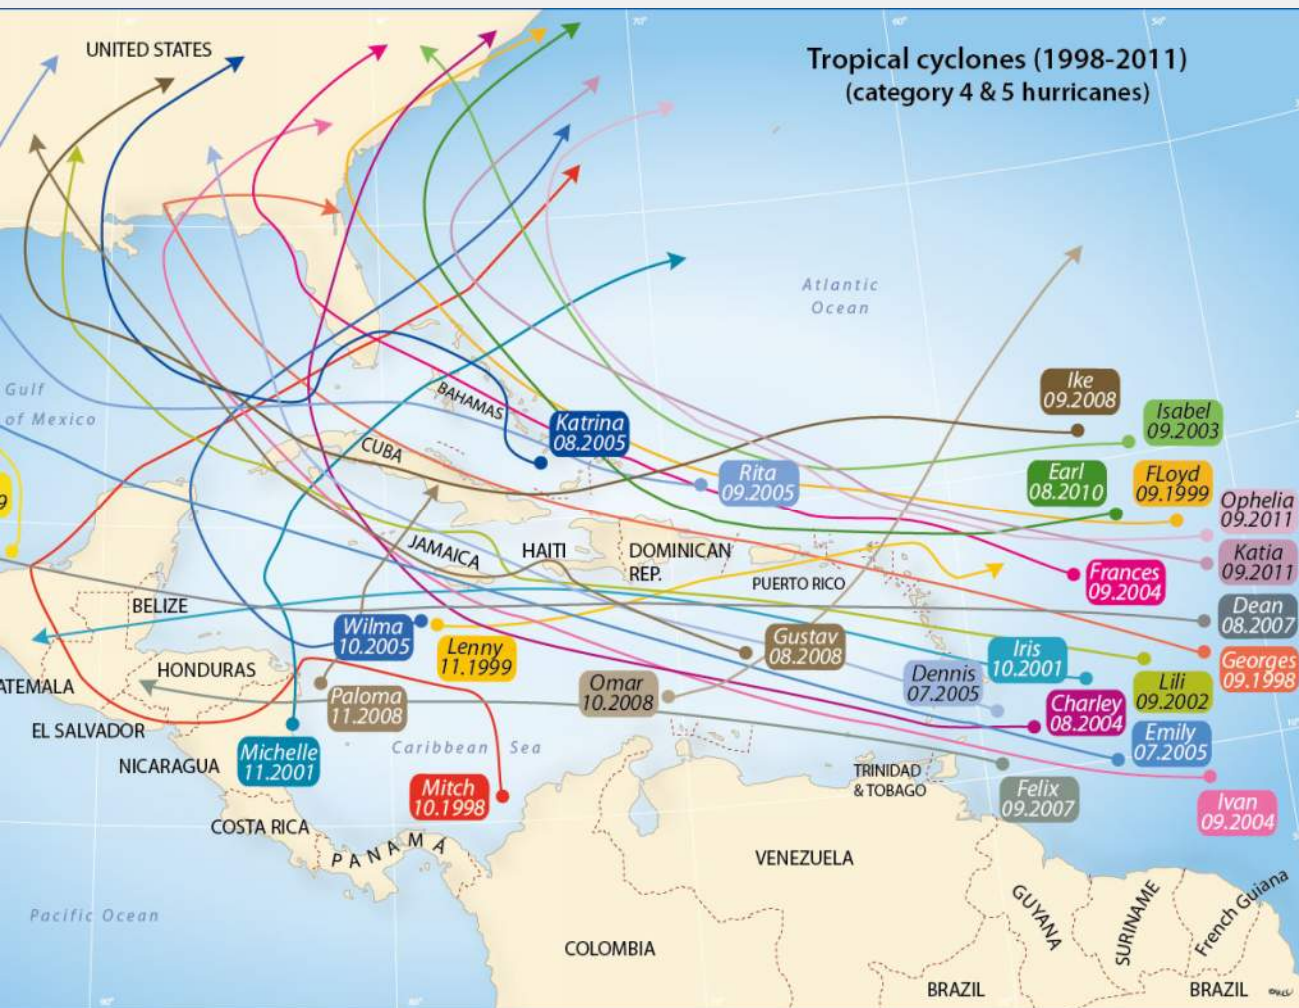 70°
60°
50°
UNITED STATES
Tropical cyclones (1998-2011)
(category 4 & 5 hurricanes)
Atlantic
Ocean
Gulf
of Mexico
BAHAMAS
CUBA
Katrina
08.2005
Ike
09.2008
Isabel
09.2003
Rita
09.2005
Earl
08.2010
FLoyd
09.1999
Ophelia
09.2011
9
JAMAICA
HAITI
DOMINICAN
REP.
PUERTO RICO
Frances
09.2004
Katia
09.2011
BELIZE
Dean
08.2007
Wilma
10.2005
Lenny
11.1999
Gustav
08.2008
Iris
10.2001
Georges
09.1998
HONDURAS
ATEMALA
Paloma
11.2008
Omar
10.2008
Dennis
07.2005
Lili
09.2002
Charley
08.2004
EL SALVADOR
Emily
07.2005
NICARAGUA
Michelle
11.2001
Caribbean Sea
Mitch
10.1998
TRINIDAD
& TOBAGO
Felix
09.2007
Ivan
09.2004
COSTA RICA
PANAMÁ
VENEZUELA
Pacific Ocean
COLOMBIA
GUYANA
SURINAME
French Guiana
BRAZIL
BRAZIL